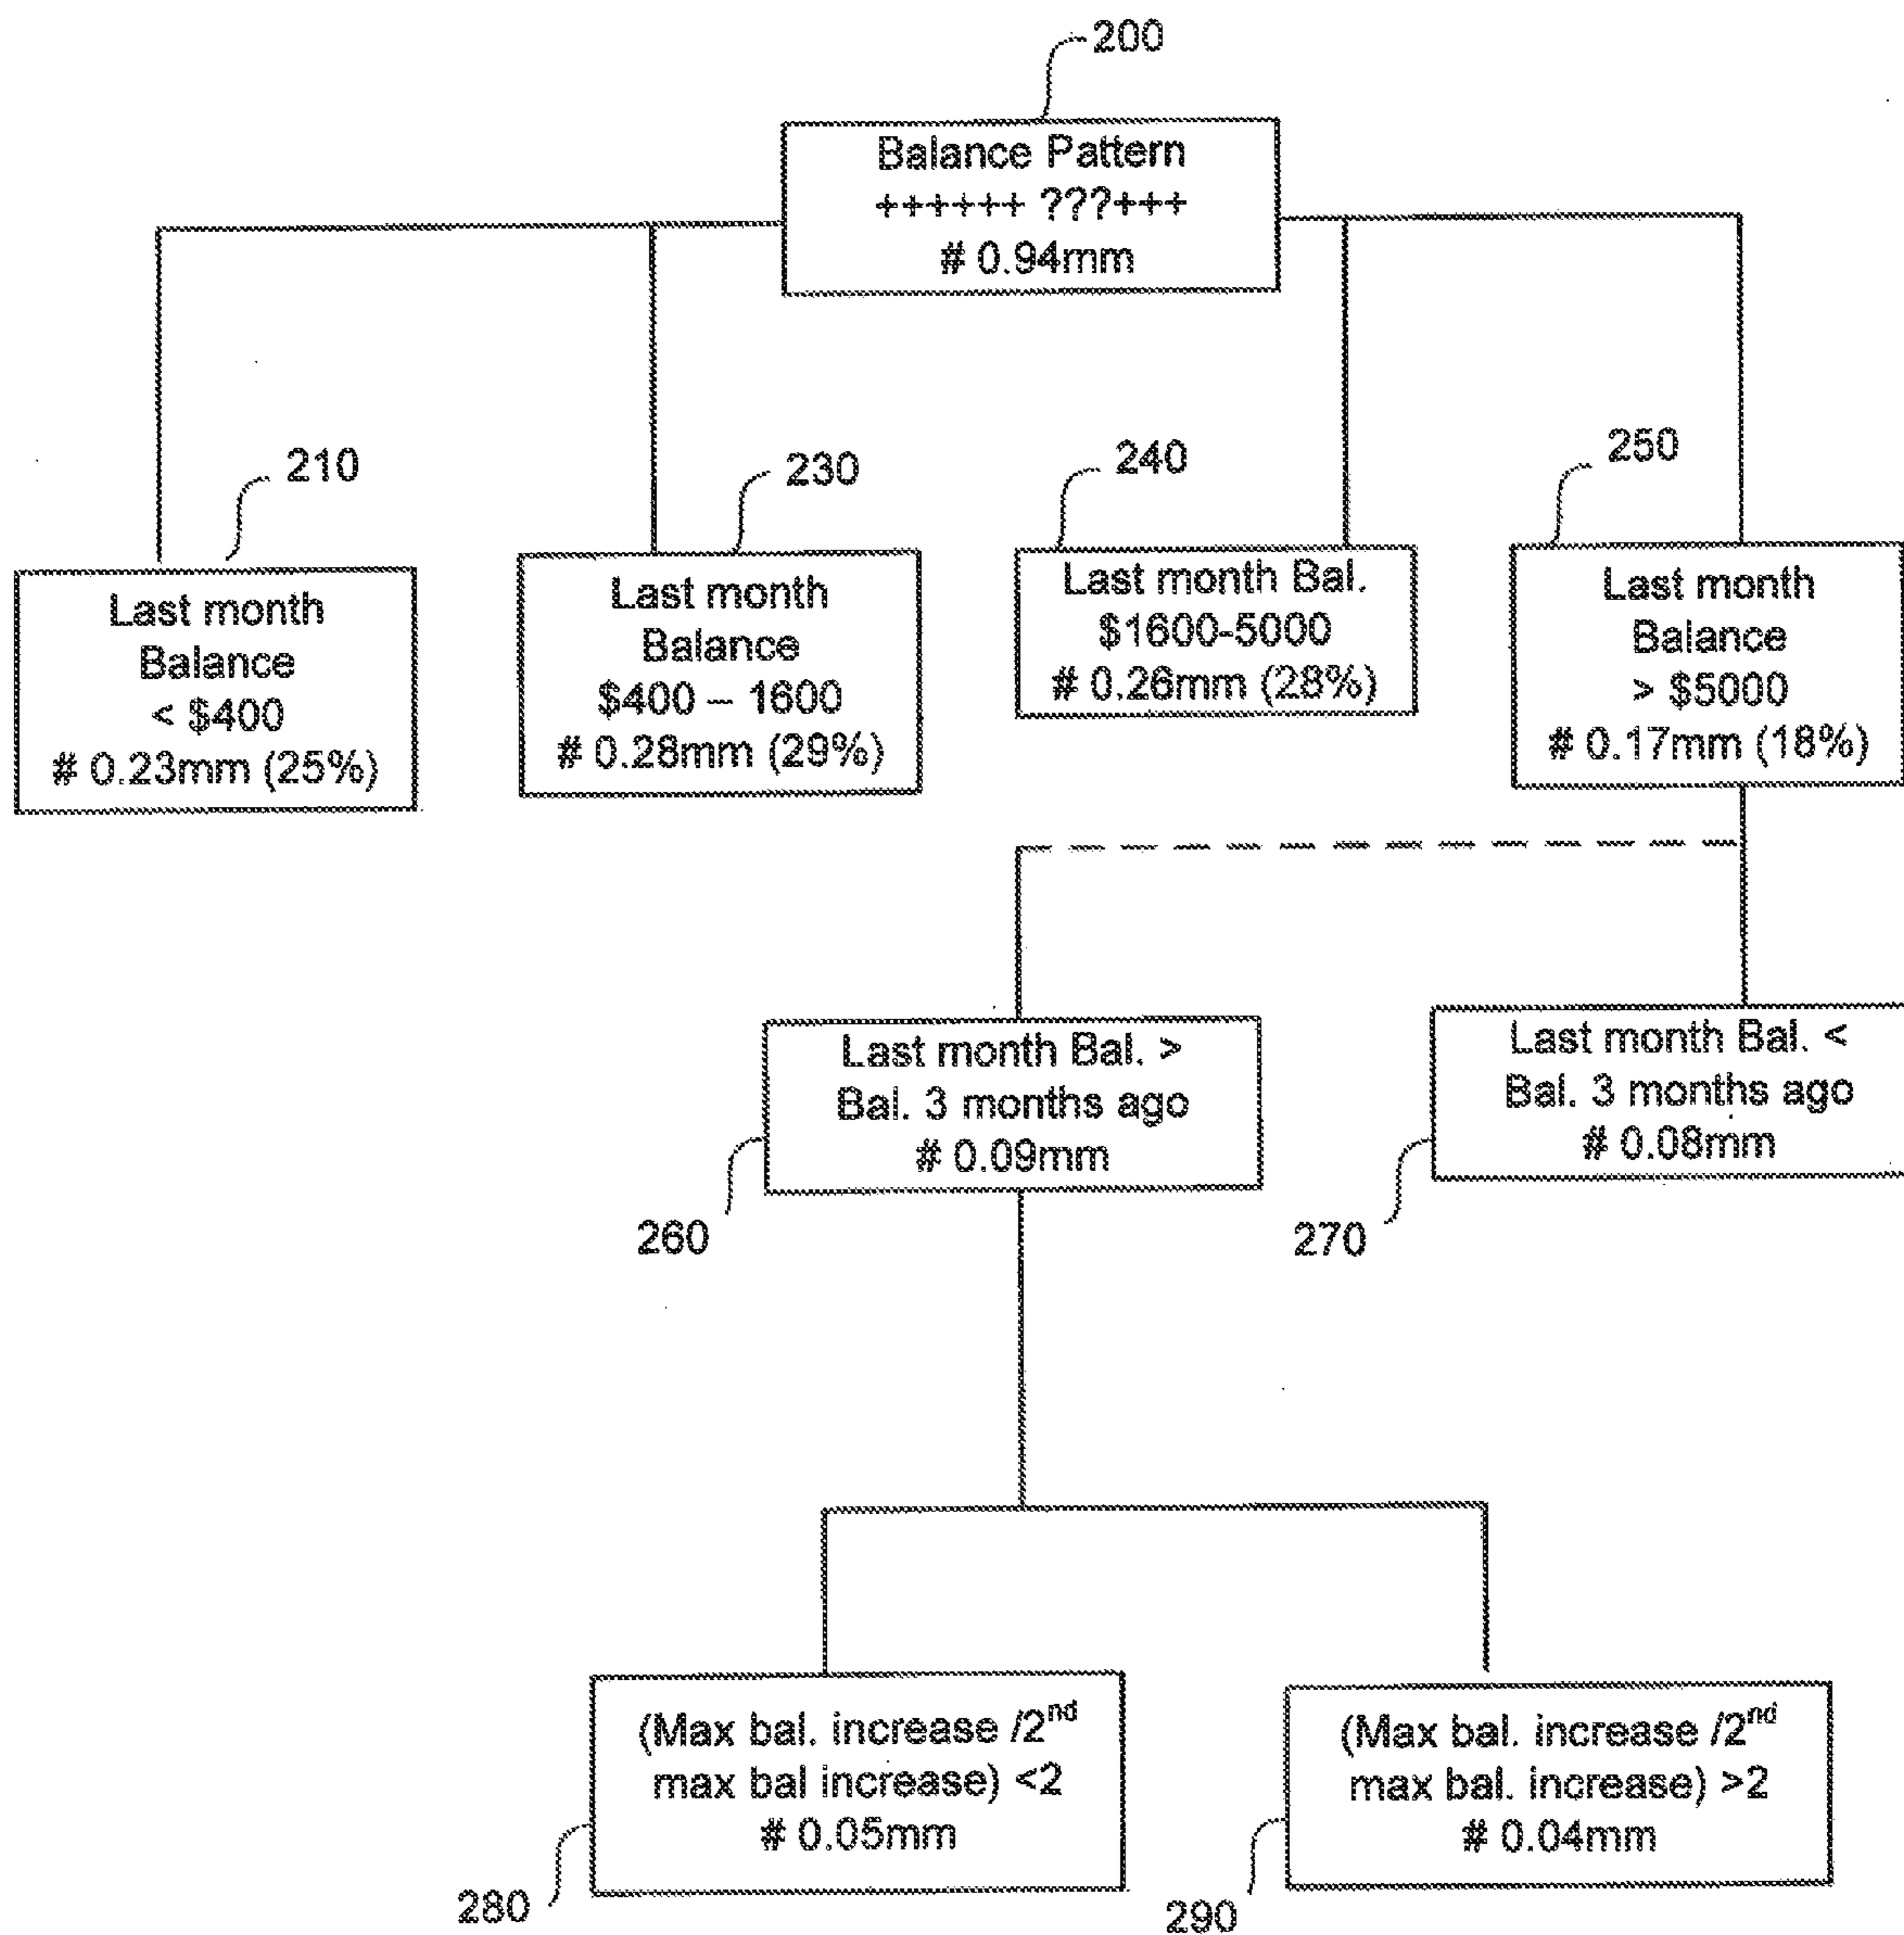 200
Balance Pattern
++++++ ???+++
# 0.94mm
210
Last month
Balance
< $400
# 0.23mm (25%)
230
Last month
Balance
$400 – 1600
# 0.28mm (29%)
240
Last month Bal.
$1600-5000
# 0.26mm (28%)
250
Last month
Balance
> $5000
# 0.17mm (18%)
Last month Bal. >
Bal. 3 months ago
# 0.09mm
260
Last month Bal. <
Bal. 3 months ago
# 0.08mm
270
(Max bal. increase /2nd
max bal increase) <2
# 0.05mm
280
(Max bal. increase /2nd
max bal. increase) >2
# 0.04mm
290